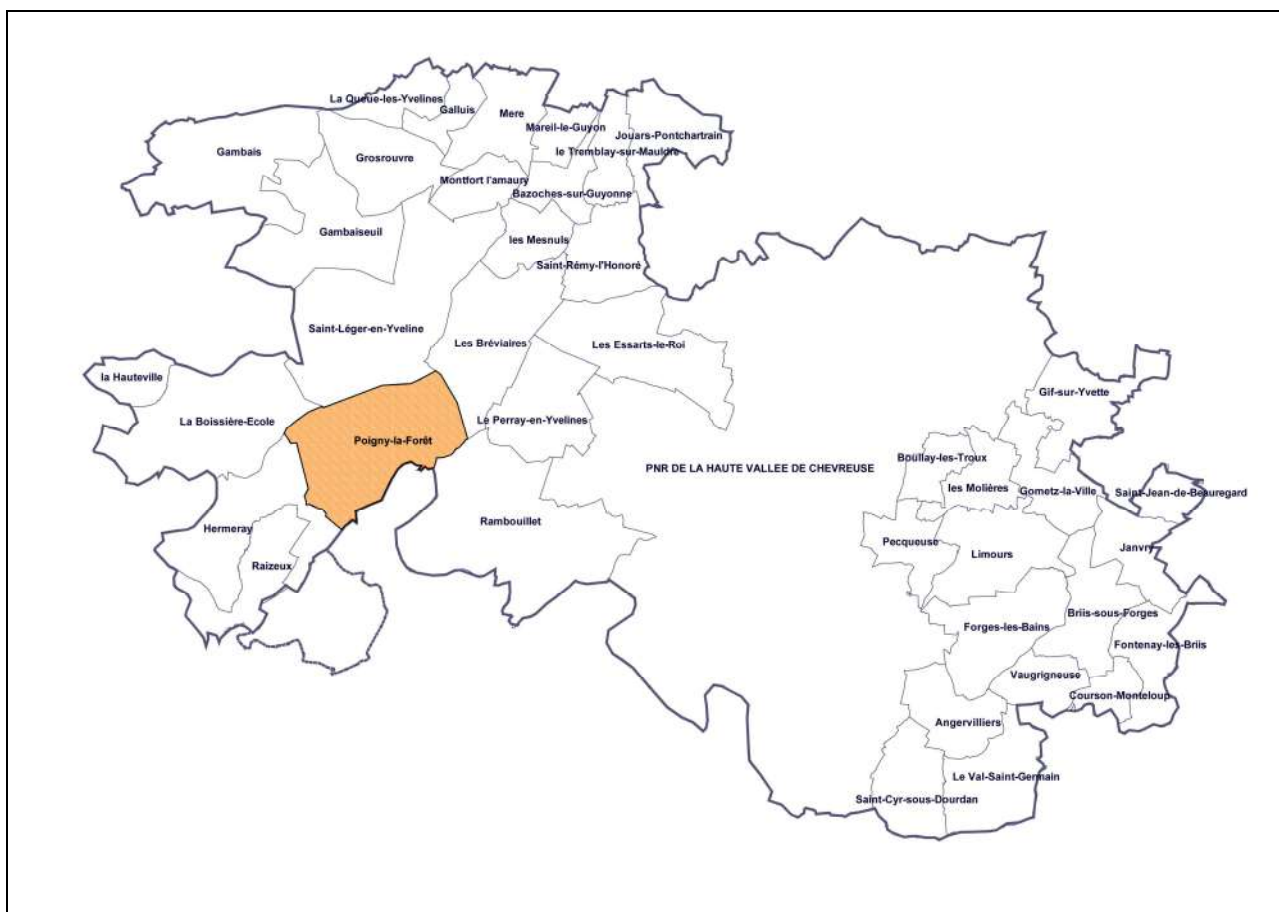 La Queue-les-Yvelines
Galluis
Mere
Mareil-le-Guyon
Jouars-Pontchartrain
le Tremblay-sur-Mauldre
Gambais
Grosrouvre
Montfort l'amaury
Bazoches-sur-Guyonne
Gambaiseuil
les Mesnuls
Saint-Rémy-l'Honoré
Saint-Léger-en-Yveline
Les Bréviaires
Les Essarts-le-Roi
la Hauteville
La Boissière-Ecole
Le Perray-en-Yvelines
Poigny-la-Forêt
Gif-sur-Yvette
PNR DE LA HAUTE VALLEE DE CHEVREUSE
Boullay-les-Troux
les Molières
Gometz-la-Ville
Saint-Jean-de-Beauregard
Hermeray
Raizeux
Rambouillet
Pecqueuse
Limours
Janvry
Forges-les-Bains
Briis-sous-Forges
Fontenay-les-Briis
Vaugrigneuse
Courson-Monteloup
Angervilliers
Le Val-Saint-Germain
Saint-Cyr-sous-Dourdan